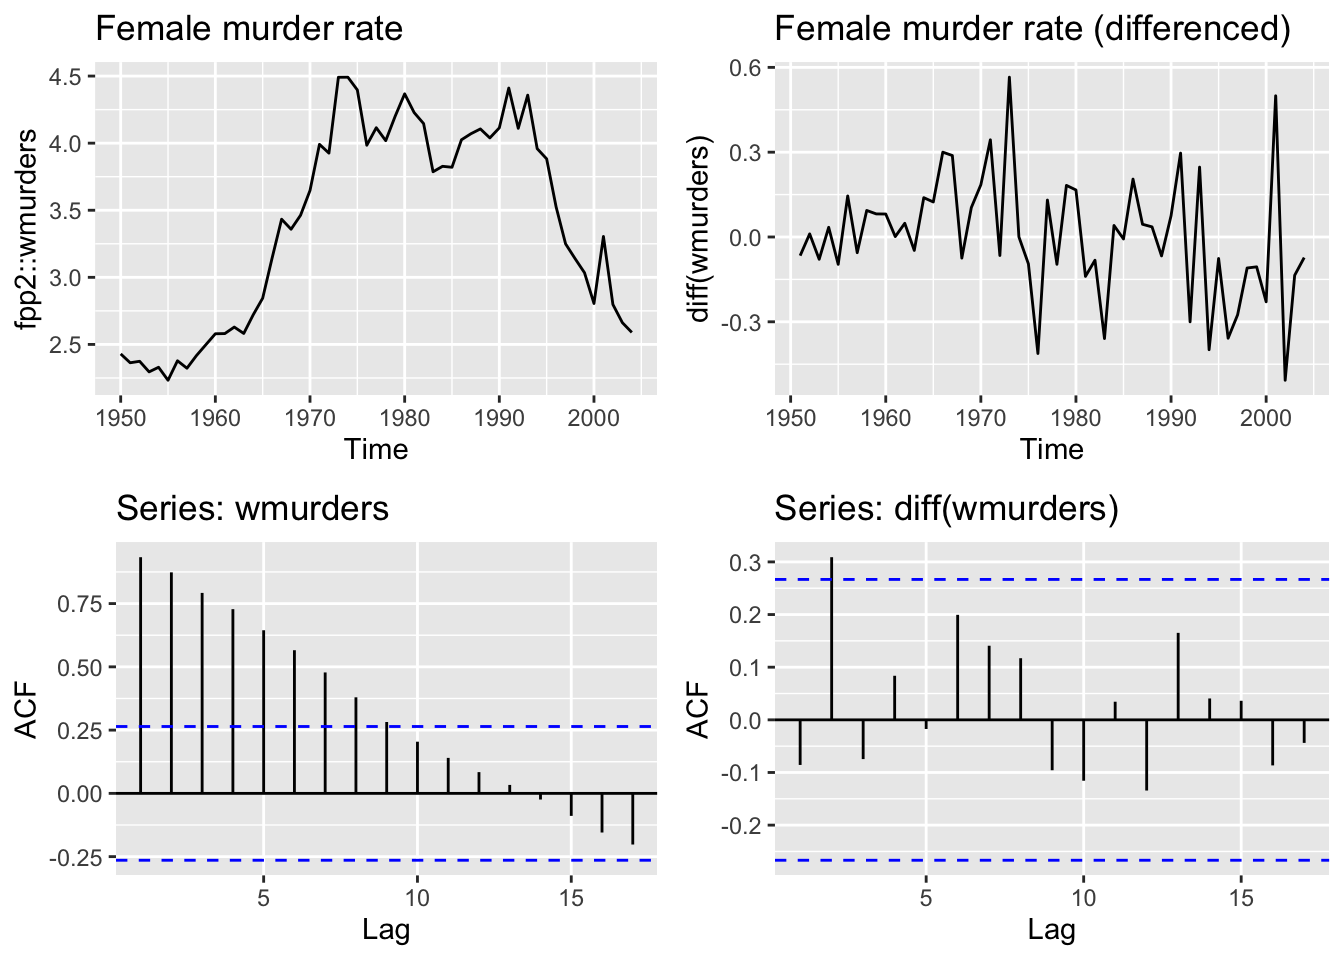 Female murder rate
fpp2::wmurders
4.5
4.0
3.5
3.0
2.5
1950 1960 1970 1980 1990 2000
Time
Female murder rate (differenced)
diff(wmurders)
0.6
0.3
0.0
-0.3
1950 1960 1970 1980 1990 2000
Time
Series: wmurders
ACF
0.75
0.50
0.25
0.00
-0.25
5 10 15
Lag
Series: diff(wmurders)
ACF
0.3
0.2
0.1
0.0
-0.1
-0.2
5 10 15
Lag